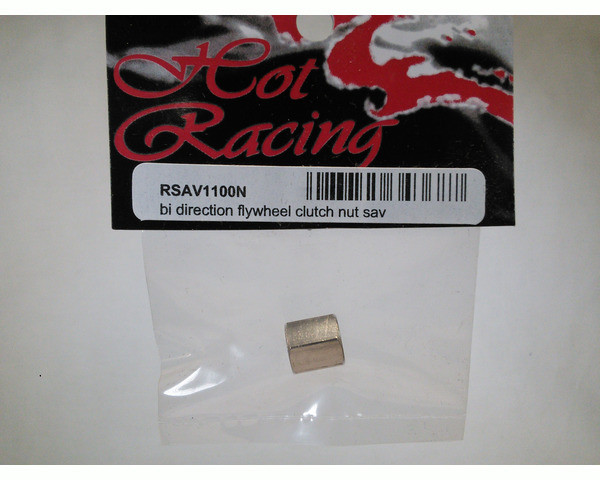 Hot
Racing
RSAV1100N
bi direction flywheel clutch nut sav